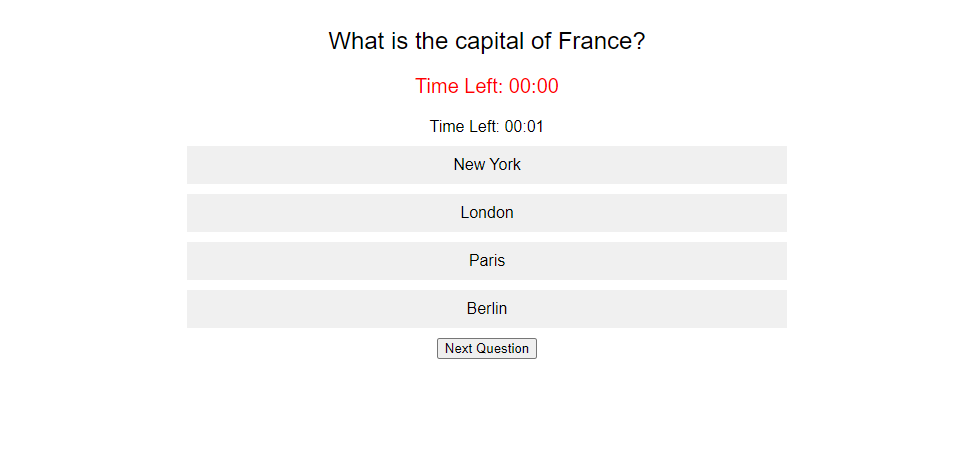 What is the capital of France?
Time Left: 00:00
Time Left: 00:01
New York
London
Paris
Berlin
Next Question